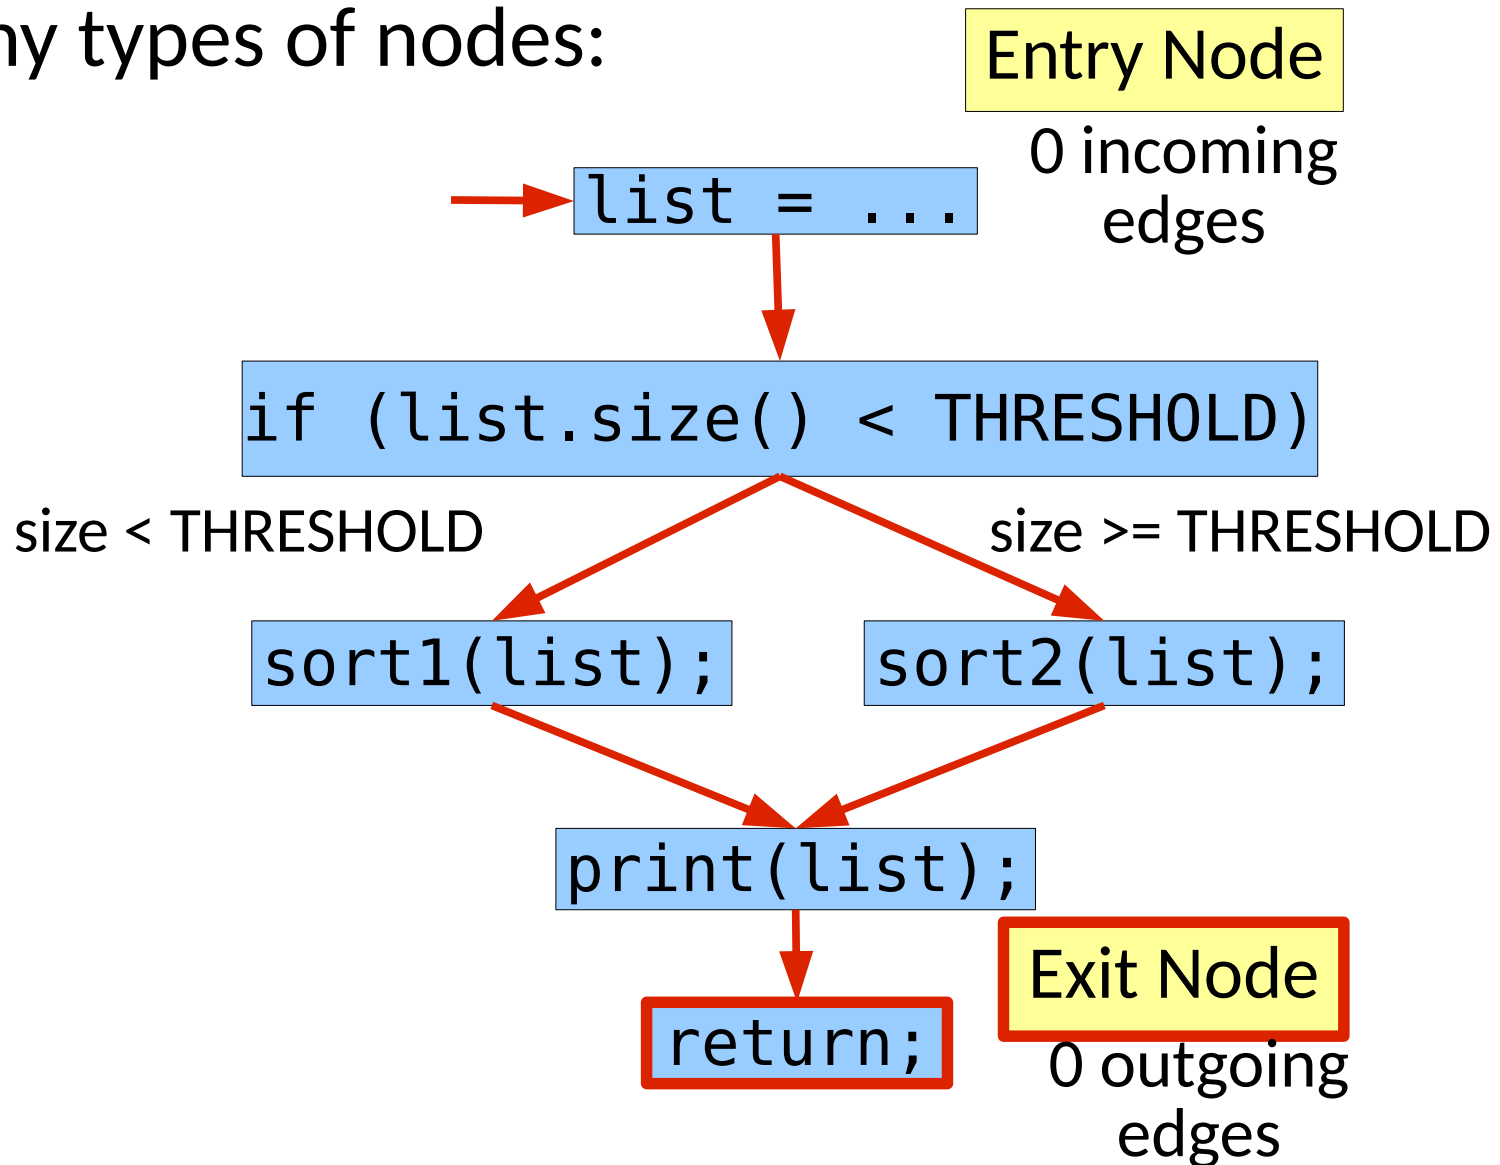 ny types of nodes:
Entry Node
0 incoming
edges
list = ...
if (list.size() < THRESHOLD)
size < THRESHOLD
size >= THRESHOLD
sort1(list);
sort2(list);
print(list);
Exit Node
return;
0 outgoing
edges